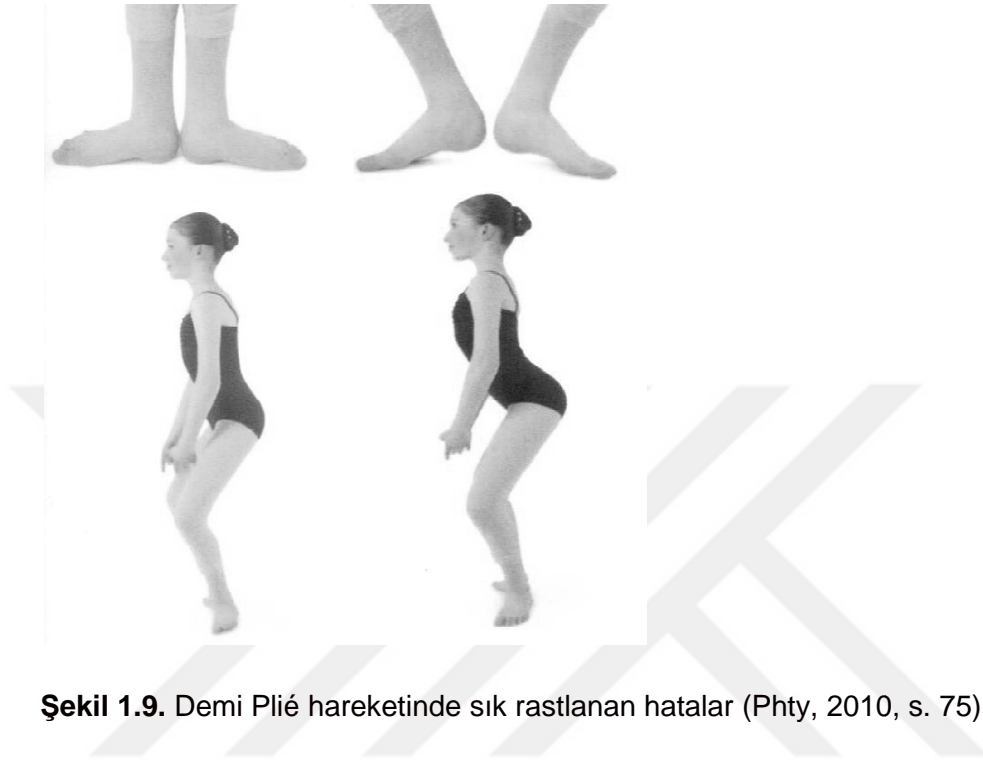 Şekil 1.9. Demi Plié hareketinde sık rastlanan hatalar (Phty, 2010, s. 75)